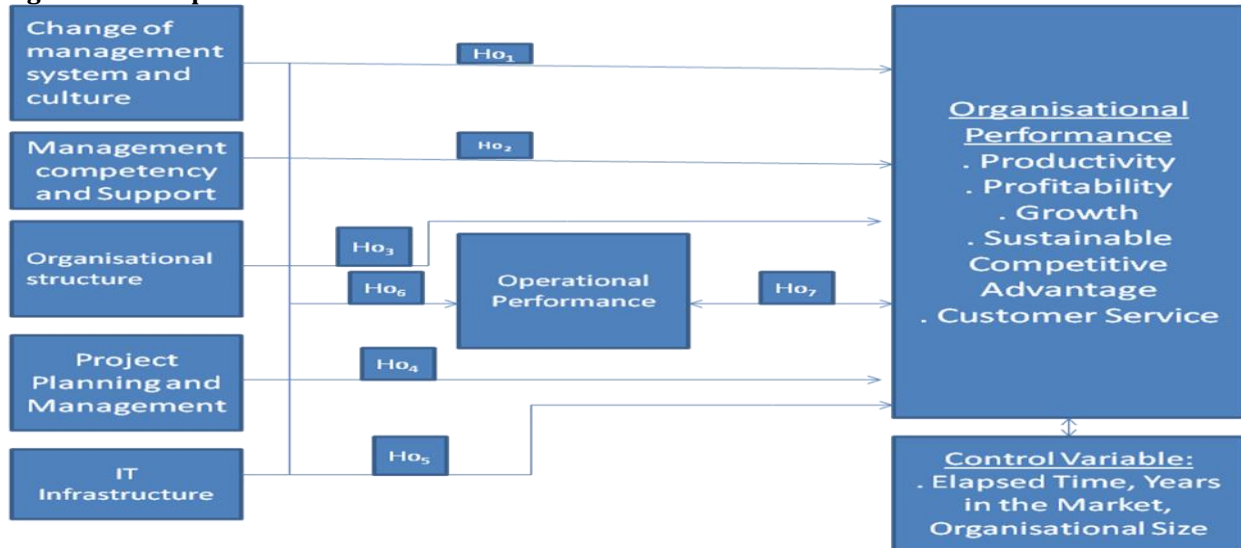 Change of
management
system and
culture
Management
competency
and Support
Organisational
structure
Project
Planning and
Management
IT
Infrastructure
Ho₁
Ho₂
Ho₃
Ho₆
Ho₄
Ho₅
Operational
Performance
Ho₇
Organisational
Performance
. Productivity
. Profitability
. Growth
. Sustainable
Competitive
Advantage
. Customer Service
Control Variable:
. Elapsed Time, Years
in the Market,
Organisational Size